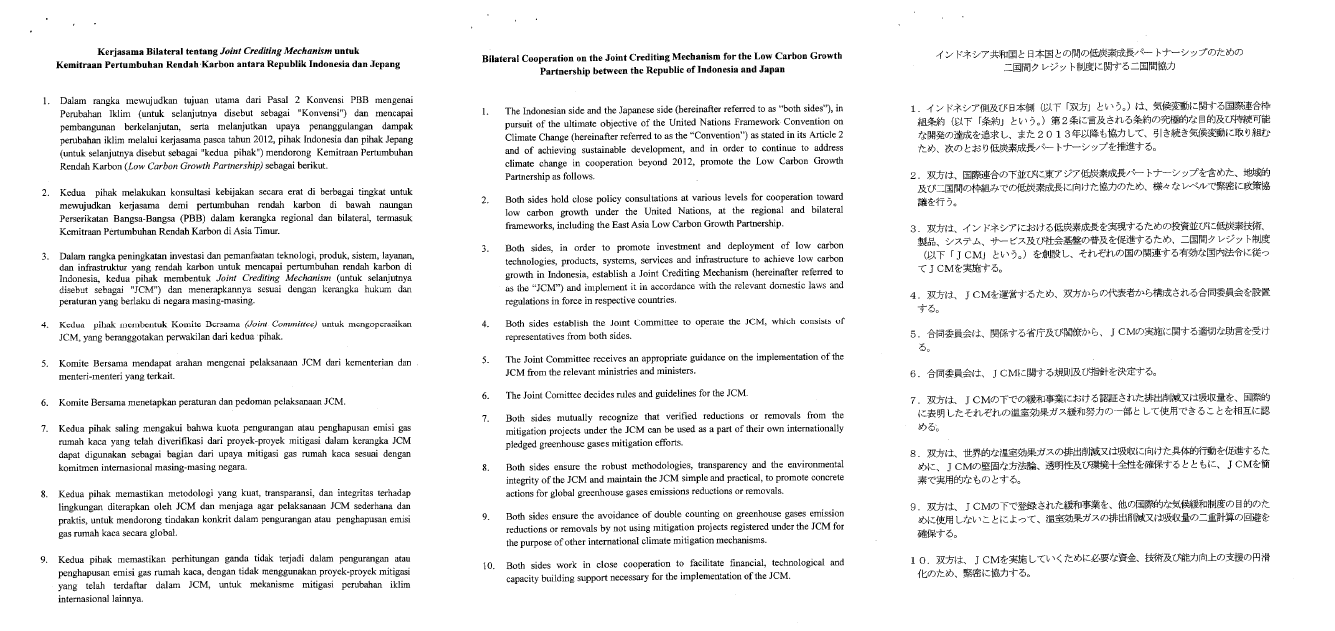 Kerjasama Bilateral tentang Joint Crediting Mechanism untuk
Kemitraan Pertumbuhan Rendah Karbon antara Republik Indonesia dan Jepang
1. Dalam rangka mewujudkan tujuan utama dari Pasal 2 Konvensi PBB mengenai
Perubahan Iklim (untuk selanjutnya disebut sebagai "Konvensi") dan mencapai
pembangunan berkelanjutan, serta melanjutkan upaya penanggulangan dampak
perubahan iklim melalui kerjasama pasca tahun 2012, pihak Indonesia dan pihak Jepang
(untuk selanjutnya disebut sebagai "kedua pihak") mendorong Kemitraan Pertumbuhan
Rendah Karbon (Low Carbon Growth Partnership) sebagai berikut.
2. Kedua pihak melakukan konsultasi kebijakan secara erat di berbagai tingkat untuk
mewujudkan kerjasama demi pertumbuhan rendah karbon di bawah naungan
Perserikatan Bangsa-Bangsa (PBB) dalam kerangka regional dan bilateral, termasuk
Kemitraan Pertumbuhan Rendah Karbon di Asia Timur.
3. Dalam rangka peningkatan investasi dan pemanfaatan teknologi, produk, sistem, layanan,
dan infrastruktur yang rendah karbon untuk mencapai pertumbuhan rendah karbon di
Indonesia, kedua pihak membentuk Joint Crediting Mechanism (untuk selanjutnya
disebut sebagai "JCM") dan menerapkannya sesuai dengan kerangka hukum dan
peraturan yang berlaku di negara masing-masing.
4. Kedua pihak membentuk Komite Bersama (Joint Committee) untuk mengoperasikan
JCM, yang beranggotakan perwakilan dari kedua pihak.
5. Komite Bersama mendapat arahan mengenai pelaksanaan JCM dari kementerian dan
menteri-menteri yang terkait.
6. Komite Bersama menetapkan peraturan dan pedoman pelaksanaan JCM.
7. Kedua pihak saling mengakui bahwa kuota pengurangan atau penghapusan emisi gas
rumah kaca yang telah diverifikasi dari proyek-proyek mitigasi dalam kerangka JCM
dapat digunakan sebagai bagian dari upaya mitigasi gas rumah kaca sesuai dengan
komitmen internasional masing-masing negara.
8. Kedua pihak memastikan metodologi yang kuat, transparansi, dan integritas terhadap
lingkungan diterapkan oleh JCM dan menjaga agar pelaksanaan JCM sederhana dan
praktis, untuk mendorong tindakan konkrit dalam pengurangan atau penghapusan emisi
gas rumah kaca secara global.
9. Kedua pihak memastikan perhitungan ganda tidak terjadi dalam pengurangan atau
penghapusan emisi gas rumah kaca, dengan tidak menggunakan proyek-proyek mitigasi
yang telah terdaftar dalam JCM, untuk mekanisme mitigasi perubahan iklim
internasional lainnya.
Bilateral Cooperation on the Joint Crediting Mechanism for the Low Carbon Growth
Partnership between the Republic of Indonesia and Japan
1. The Indonesian side and the Japanese side (hereinafter referred to as "both sides"), in
pursuit of the ultimate objective of the United Nations Framework Convention on
Climate Change (hereinafter referred to as the "Convention") as stated in its Article 2
and of achieving sustainable development, and in order to continue to address
climate change in cooperation beyond 2012, promote the Low Carbon Growth
Partnership as follows.
2. Both sides hold close policy consultations at various levels for cooperation toward
low carbon growth under the United Nations, at the regional and bilateral
frameworks, including the East Asia Low Carbon Growth Partnership.
3. Both sides, in order to promote investment and deployment of low carbon
technologies, products, systems, services and infrastructure to achieve low carbon
growth in Indonesia, establish a Joint Crediting Mechanism (hereinafter referred to
as the "JCM") and implement it in accordance with the relevant domestic laws and
regulations in force in respective countries.
4. Both sides establish the Joint Committee to operate the JCM, which consists of
representatives from both sides.
5. The Joint Committee receives an appropriate guidance on the implementation of the
JCM from the relevant ministries and ministers.
6. The Joint Comittee decides rules and guidelines for the JCM.
7. Both sides mutually recognize that verified reductions or removals from the
mitigation projects under the JCM can be used as a part of their own internationally
pledged greenhouse gases mitigation efforts.
8. Both sides ensure the robust methodologies, transparency and the environmental
integrity of the JCM and maintain the JCM simple and practical, to promote concrete
actions for global greenhouse gases emissions reductions or removals.
9. Both sides ensure the avoidance of double counting on greenhouse gases emission
reductions or removals by not using mitigation projects registered under the JCM for
the purpose of other international climate mitigation mechanisms.
10. Both sides work in close cooperation to facilitate financial, technological and
capacity building support necessary for the implementation of the JCM.
インドネシア共和国と日本国との間の低炭素成長パートナーシップのための
二国間クレジット制度に関する二国間協力
１．インドネシア側及び日本側（以下「双方」という。）は、気候変動に関する国際連合枠
組条約（以下「条約」という。）第２条に言及される条約の究極的な目的及び持続可能
な開発の達成を追求し、また２０１３年以降も協力して、引き続き気候変動に取り組む
ため、次のとおり低炭素成長パートナーシップを推進する。
２．双方は、国際連合の下並びに東アジア低炭素成長パートナーシップを含めた、地域的
及び二国間の枠組みでの低炭素成長に向けた協力のため、様々なレベルで緊密に政策協
議を行う。
３．双方は、インドネシアにおける低炭素成長を実現するための投資並びに低炭素技術、
製品、システム、サービス及び社会基盤の普及を促進するため、二国間クレジット制度
（以下「ＪＣＭ」という。）を創設し、それぞれの国の関連する有効な国内法令に従っ
てＪＣＭを実施する。
４．双方は、ＪＣＭを運営するため、双方からの代表者から構成される合同委員会を設置
する。
５．合同委員会は、関係する省庁及び閣僚から、ＪＣＭの実施に関する適切な助言を受け
る。
６．合同委員会は、ＪＣＭに関する規則及び指針を決定する。
７．双方は、ＪＣＭの下での緩和事業における認証された排出削減又は吸収量を、国際的
に表明したそれぞれの温室効果ガス緩和努力の一部として使用できることを相互に認
める。
８．双方は、世界的な温室効果ガスの排出削減又は吸収に向けた具体的行動を促進するた
めに、ＪＣＭの堅固な方法論、透明性及び環境十全性を確保するとともに、ＪＣＭを簡
素で実用的なものとする。
９．双方は、ＪＣＭの下で登録された緩和事業を、他の国際的な気候緩和制度の目的のた
めに使用しないことによって、温室効果ガスの排出削減又は吸収量の二重計算の回避を
確保する。
１０．双方は、ＪＣＭを実施していくために必要な資金、技術及び能力向上の支援の円滑
化のため、緊密に協力する。